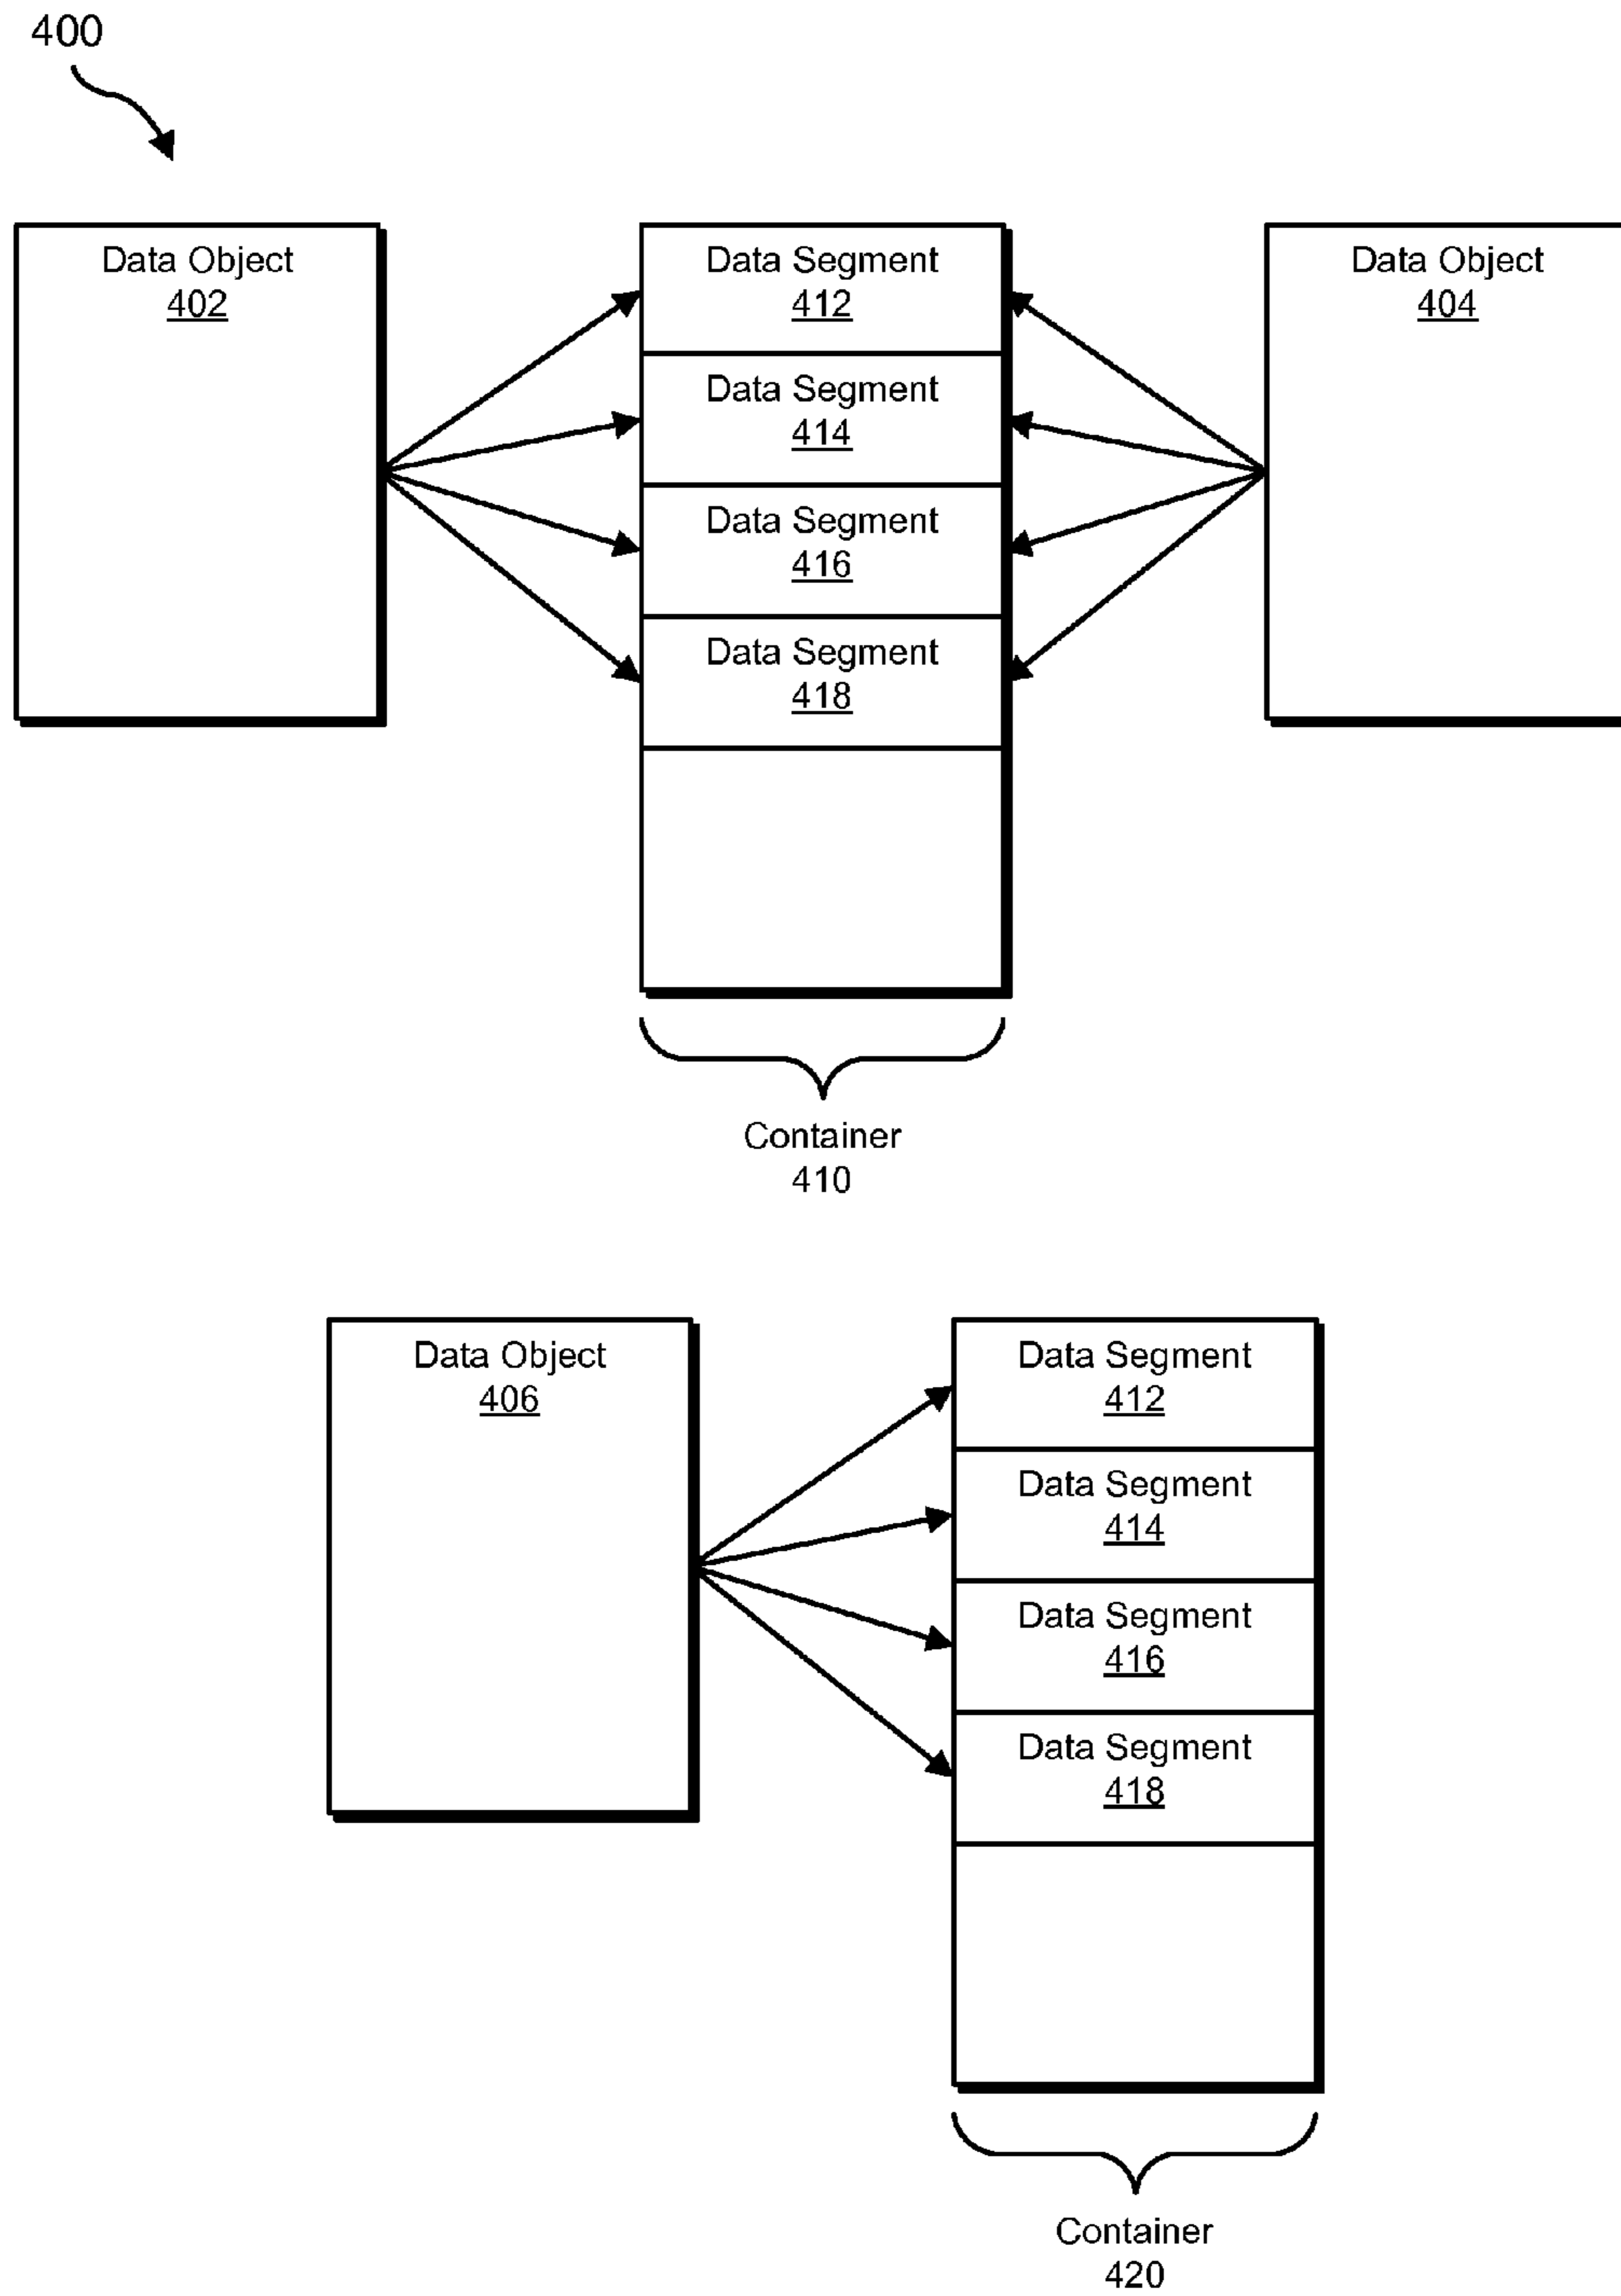 400
Data Object
402
Data Segment
412
Data Object
404
Data Segment
414
Data Segment
416
Data Segment
418
Container
410
Data Object
406
Data Segment
412
Data Segment
414
Data Segment
416
Data Segment
418
Container
420